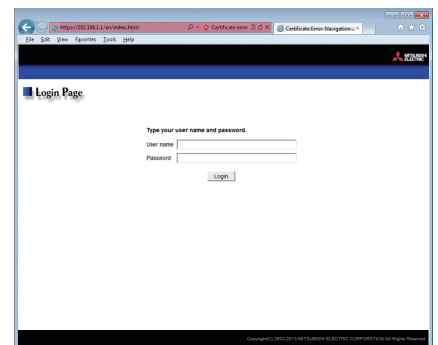 https://192.168.1.1/en/index.html
Certificate error
Certificate Error: Navigation...
File Edit View Favorites Tools Help
MITSUBISHI
ELECTRIC
Login Page
Type your user name and password.
User name
Password
Login
Copyright(C) 2002-2013 MITSUBISHI ELECTRIC CORPORATION All Rights Reserved